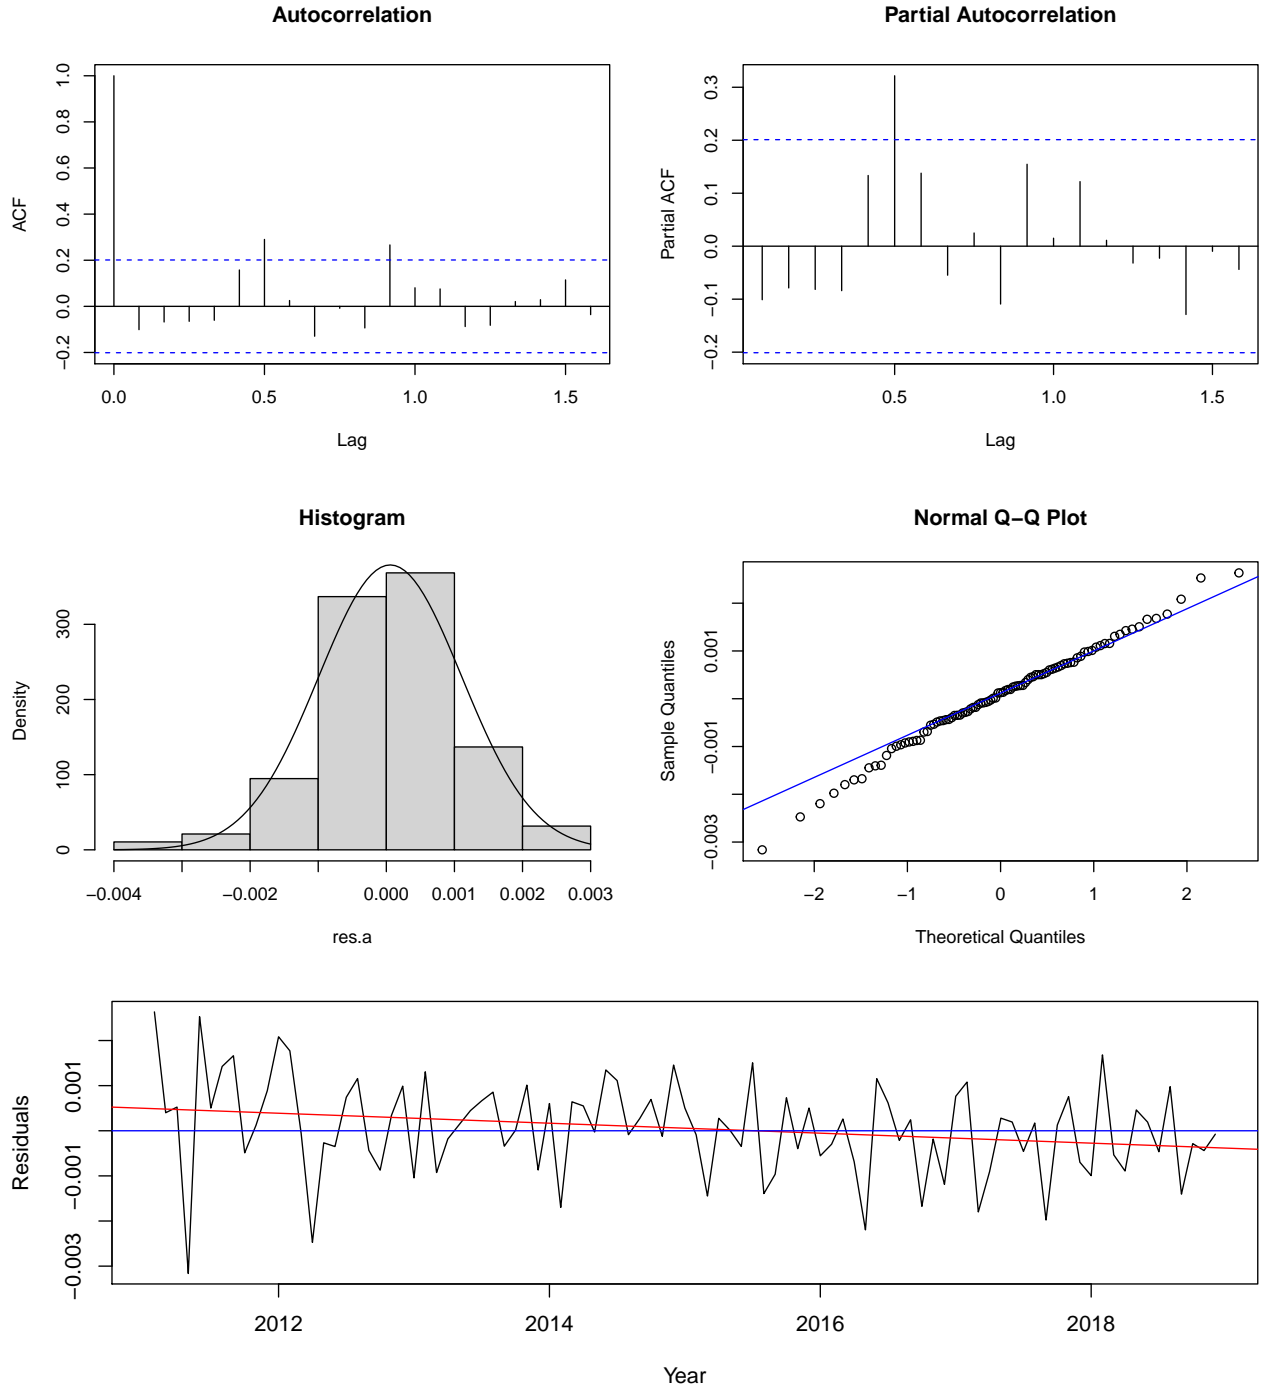 Autocorrelation
ACF
1.0
0.8
0.6
0.4
0.2
0.0
−0.2
0.0 0.5 1.0 1.5
Lag
Partial Autocorrelation
Partial ACF
0.3
0.2
0.1
0.0
−0.1
−0.2
0.5 1.0 1.5
Lag
Histogram
Density
300
200
100
0
−0.004 −0.002 0.000 0.001 0.002 0.003
res.a
Normal Q−Q Plot
Sample Quantiles
0.001
−0.001
−0.003
−2 −1 0 1 2
Theoretical Quantiles
Residuals
0.001
−0.001
−0.003
2012 2014 2016 2018
Year